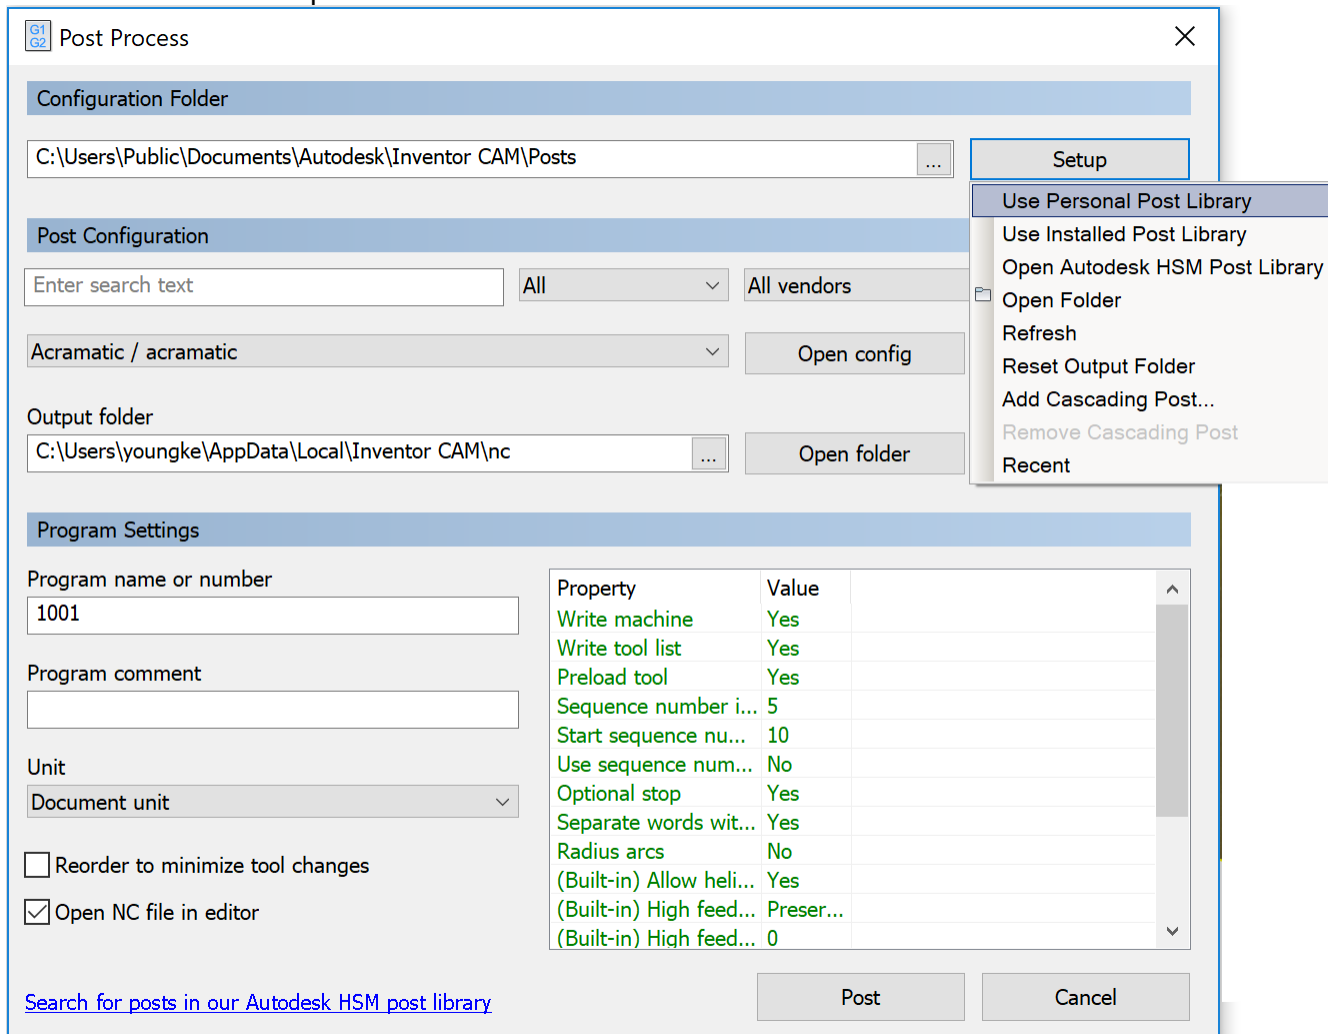 G1
G2
Post Process
Configuration Folder
C:\Users\Public\Documents\Autodesk\Inventor CAM\Posts
...
Setup
Use Personal Post Library
Use Installed Post Library
Open Autodesk HSM Post Library
Open Folder
Refresh
Reset Output Folder
Add Cascading Post...
Remove Cascading Post
Recent
Post Configuration
Enter search text
All
All vendors
Acramatic / acramatic
Open config
Output folder
C:\Users\youngke\AppData\Local\Inventor CAM\nc
...
Open folder
Program Settings
Program name or number
1001
Program comment
Unit
Document unit
Reorder to minimize tool changes
Open NC file in editor
Property Value
Write machine Yes
Write tool list Yes
Preload tool Yes
Sequence number i... 5
Start sequence nu... 10
Use sequence num... No
Optional stop Yes
Separate words wit... Yes
Radius arcs No
(Built-in) Allow heli... Yes
(Built-in) High feed... Preser...
(Built-in) High feed... 0
Search for posts in our Autodesk HSM post library
Post
Cancel